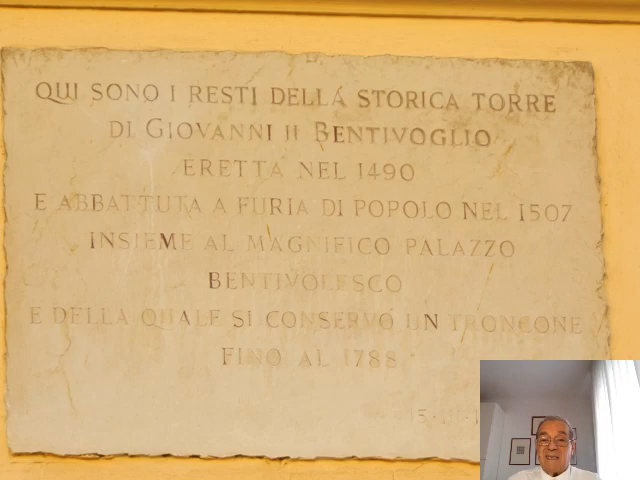 QUI SONO I RESTI DELLA STORICA TORRE
DI GIOVANNI II BENTIVOGLIO
ERETTA NEL 1490
E ABBATTUTA A FURIA DI POPOLO NEL 1507
INSIEME AL MAGNIFICO PALAZZO
BENTIVOLESCO
E DELLA QUALE SI CONSERVÒ UN TRONCONE
FINO AL 1788